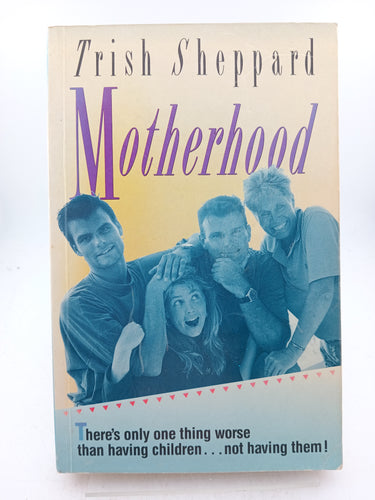 Trish Sheppard
Motherhood
There's only one thing worse
than having children...not having them!